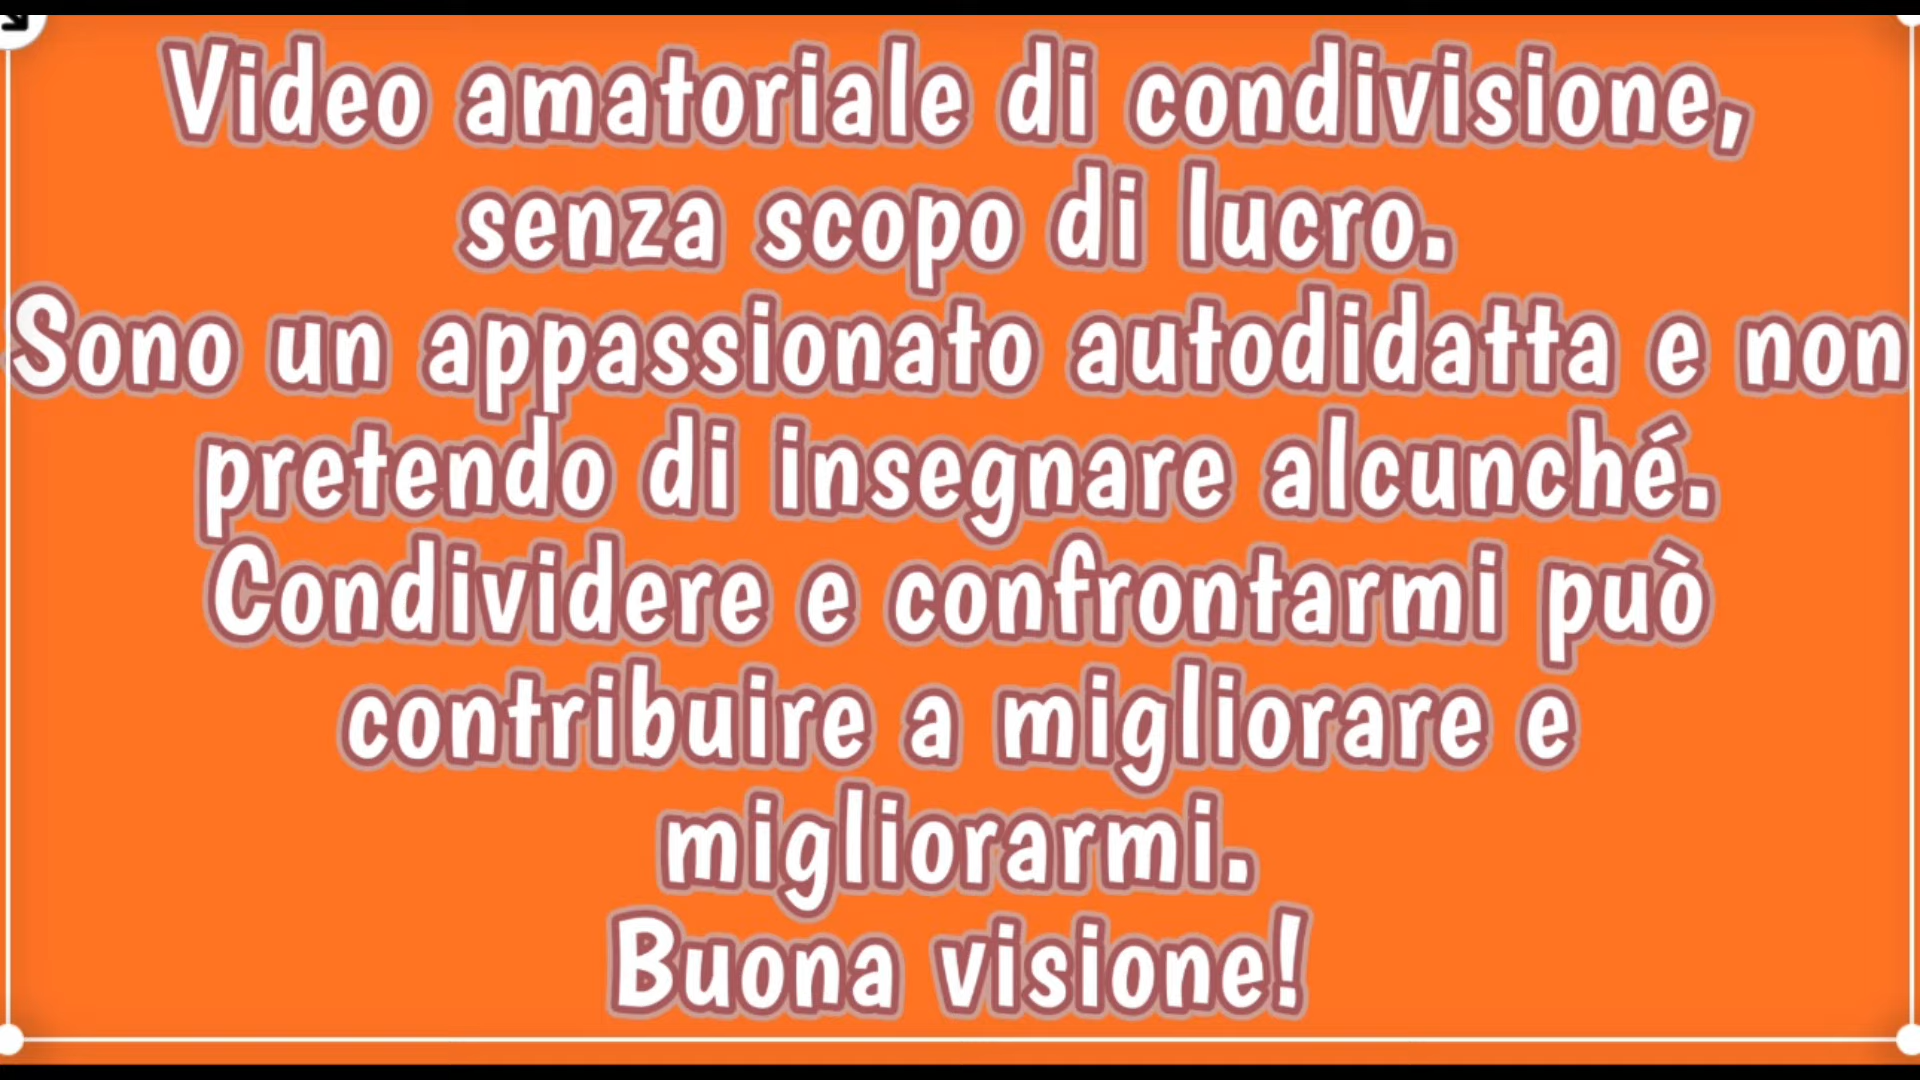 Video amatoriale di condivisione,
senza scopo di lucro.
Sono un appassionato autodidatta e non
pretendo di insegnare alcunché.
Condividere e confrontarmi può
contribuire a migliorare e
migliorarmi.
Buona visione!